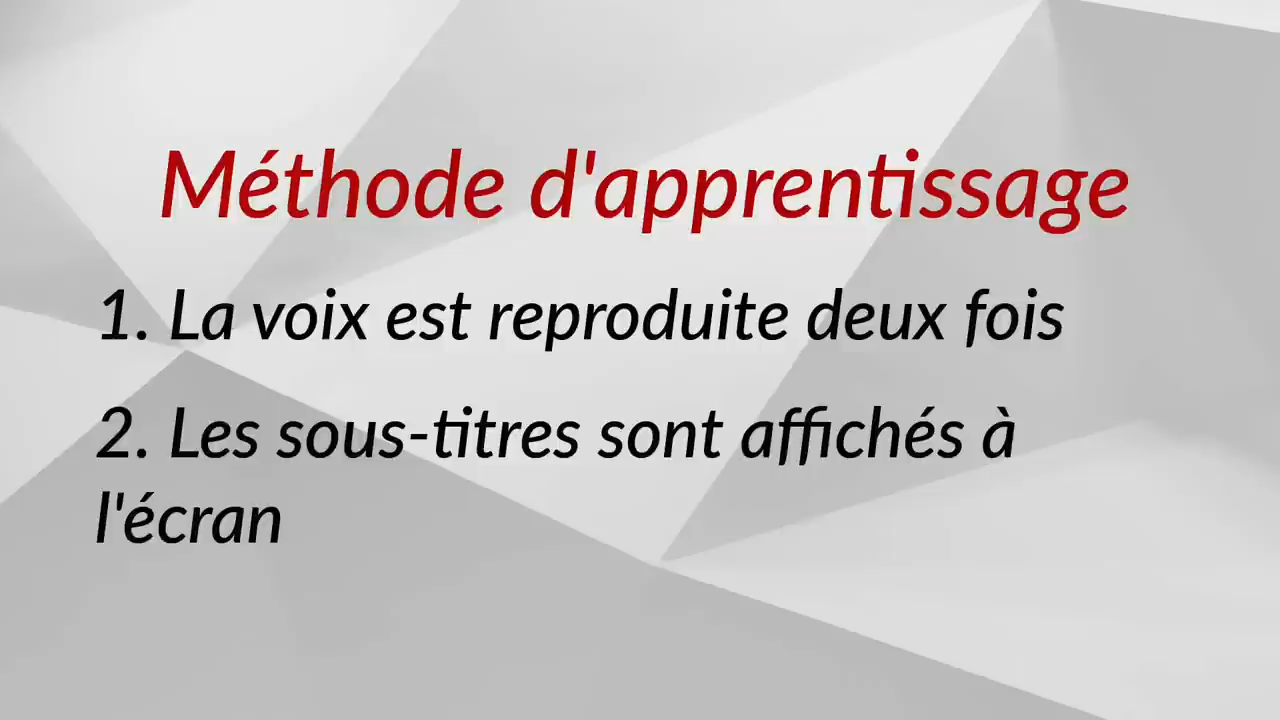 Méthode d'apprentissage
1. La voix est reproduite deux fois
2. Les sous-titres sont affichés à
l'écran